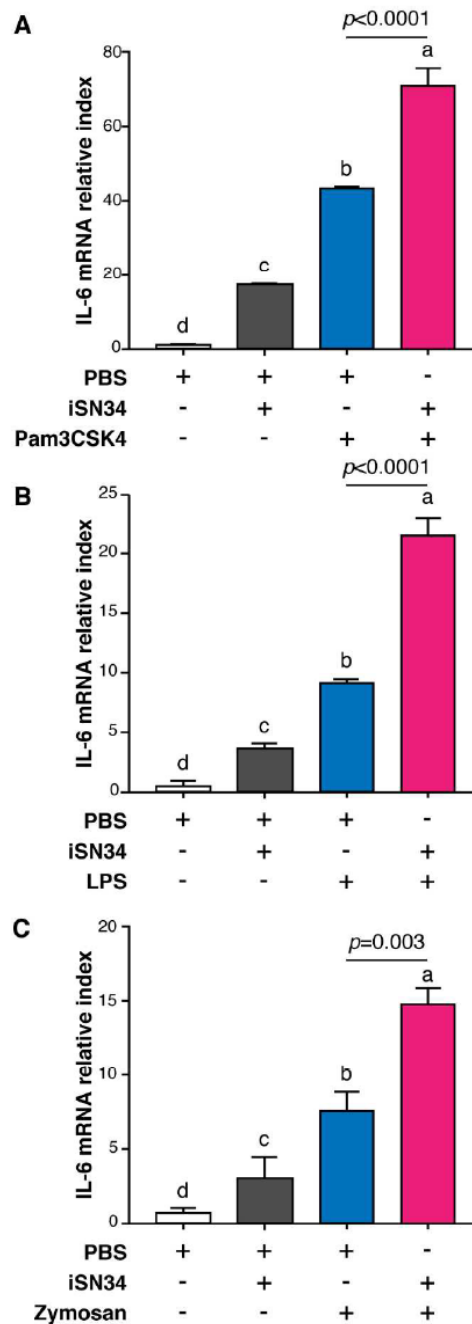 A
p<0.0001
IL-6 mRNA relative index
80
60
40
20
0
d
c
b
a
PBS + + + -
iSN34 - + - +
Pam3CSK4 - - + +
B
p<0.0001
IL-6 mRNA relative index
25
20
15
10
5
0
d
c
b
a
PBS + + + -
iSN34 - + - +
LPS - - + +
C
p=0.003
IL-6 mRNA relative index
20
15
10
5
0
d
c
b
a
PBS + + + -
iSN34 - + - +
Zymosan - - + +